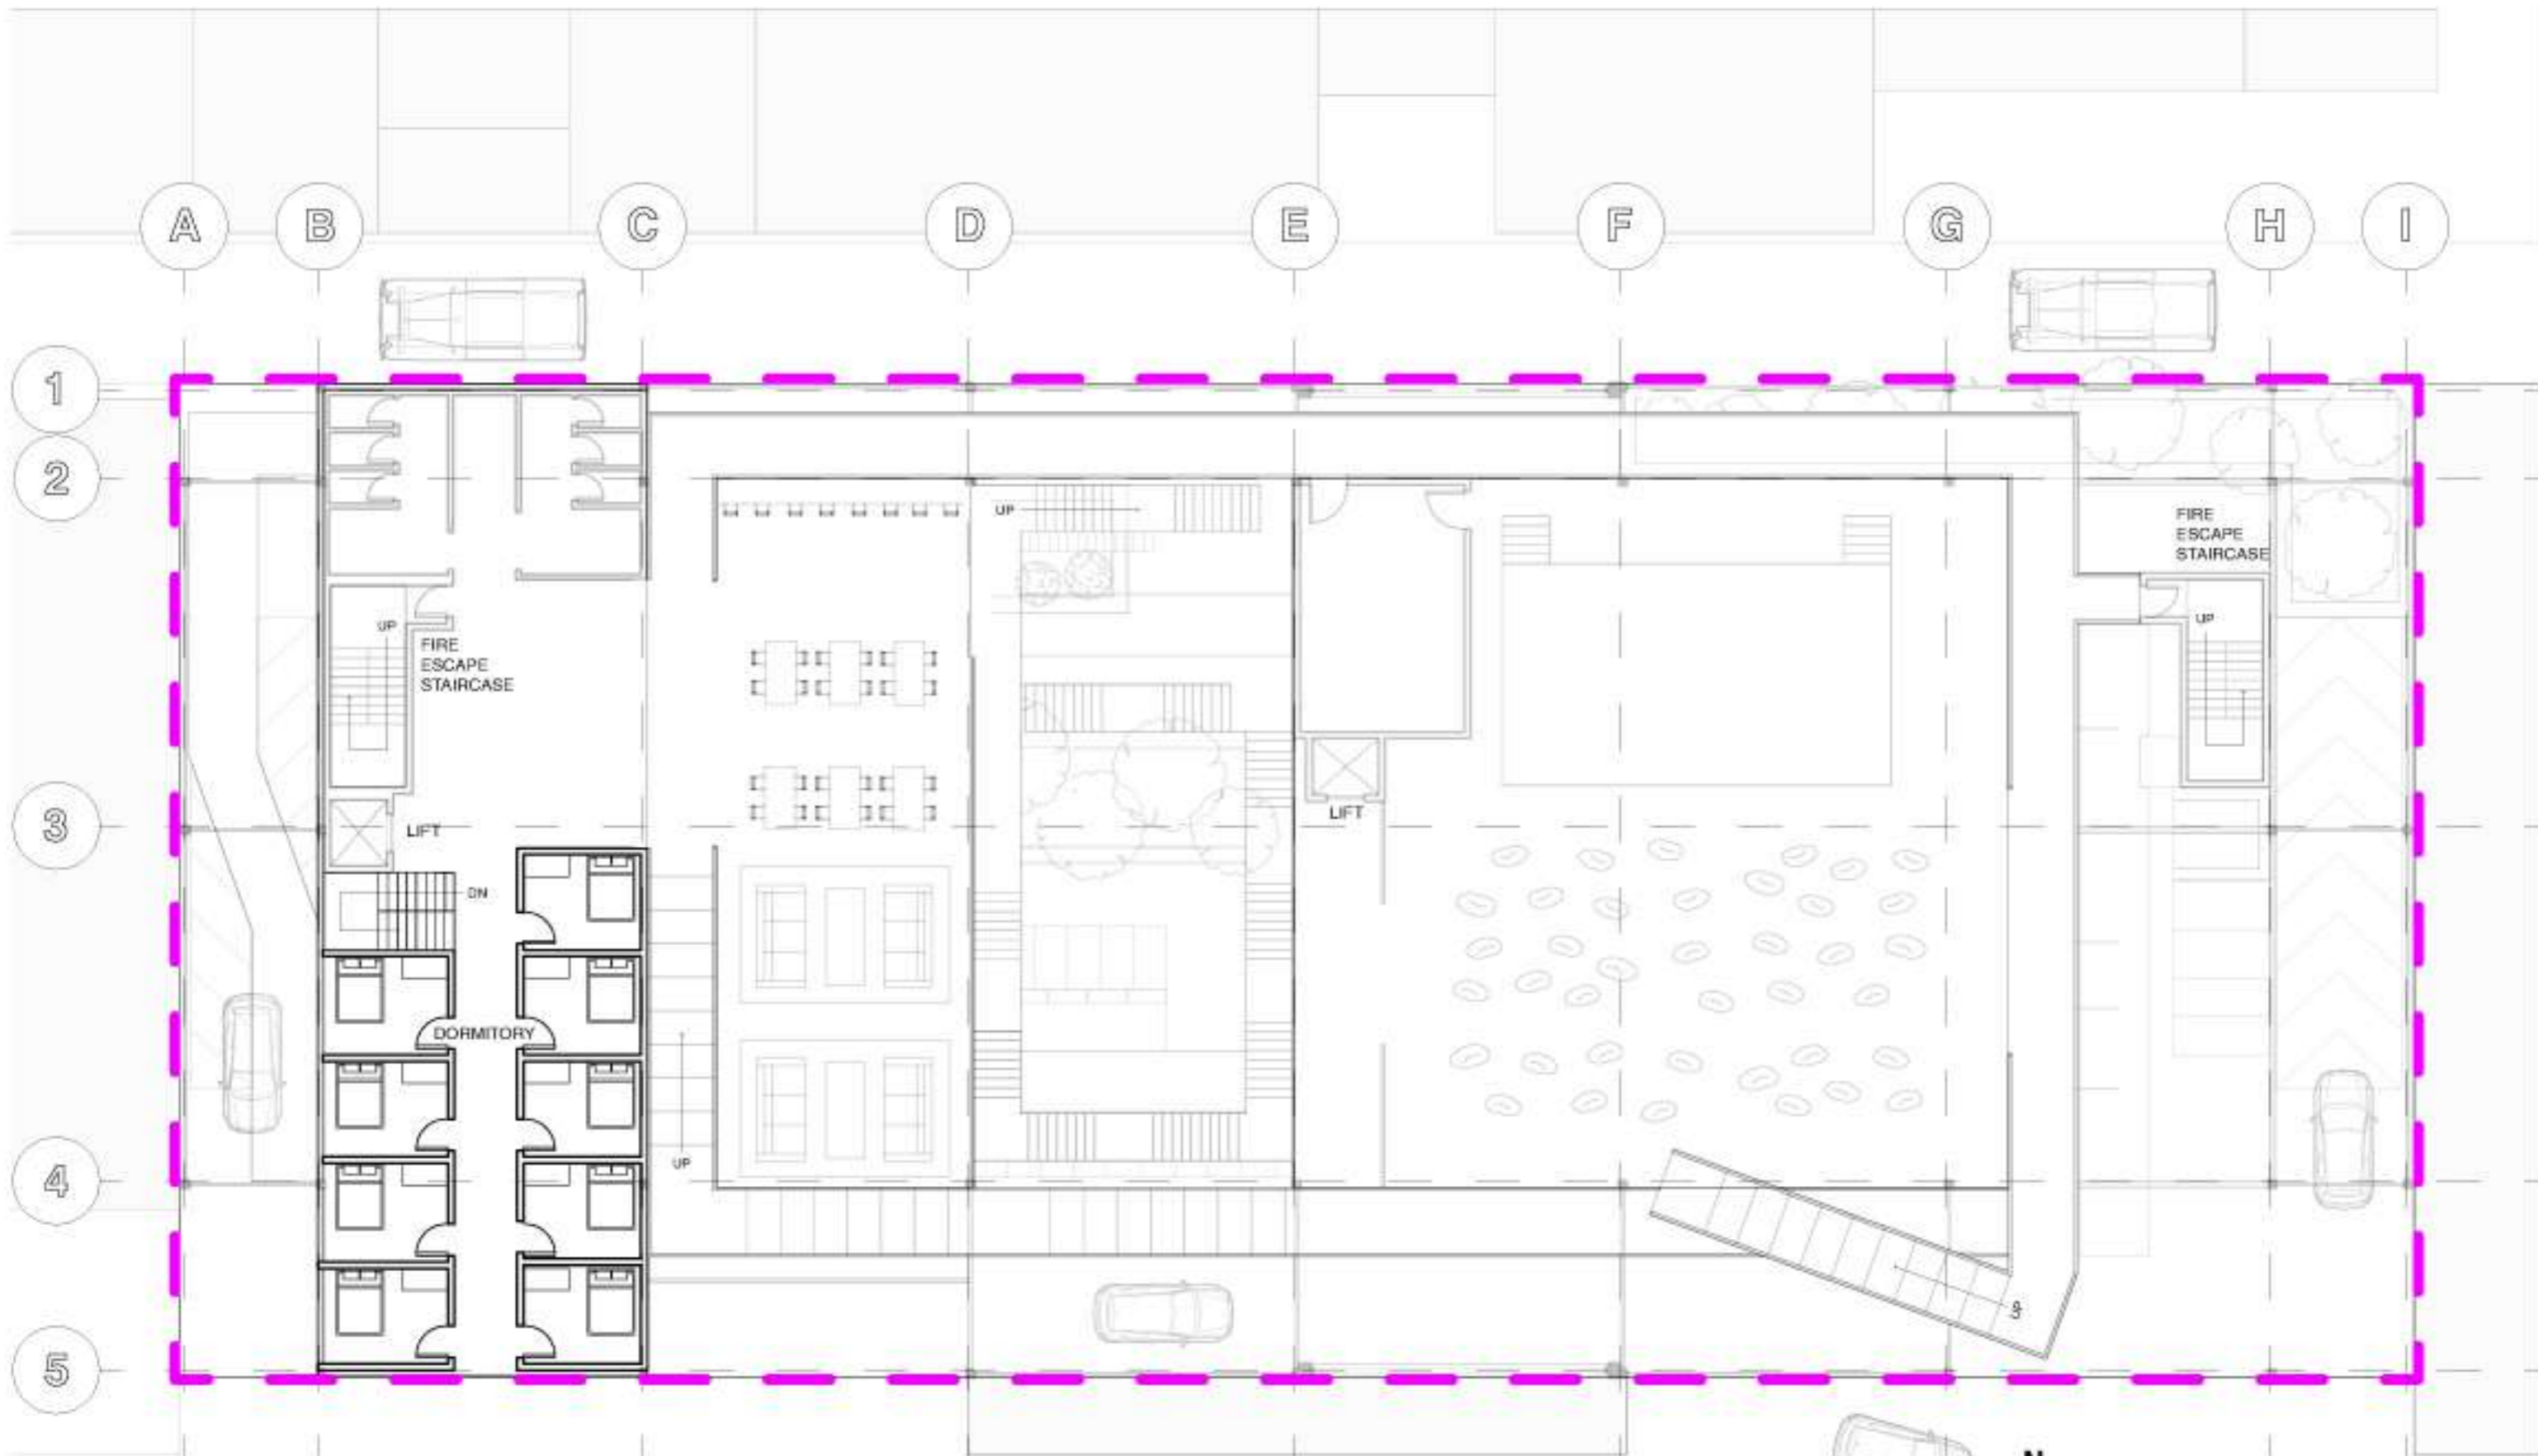 A B C D E F G H I
1
2
UP
FIRE
ESCAPE
STAIRCASE
UP
FIRE
ESCAPE
STAIRCASE
UP
LIFT
3
LIFT
DN
DORMITORY
UP
4
5
N